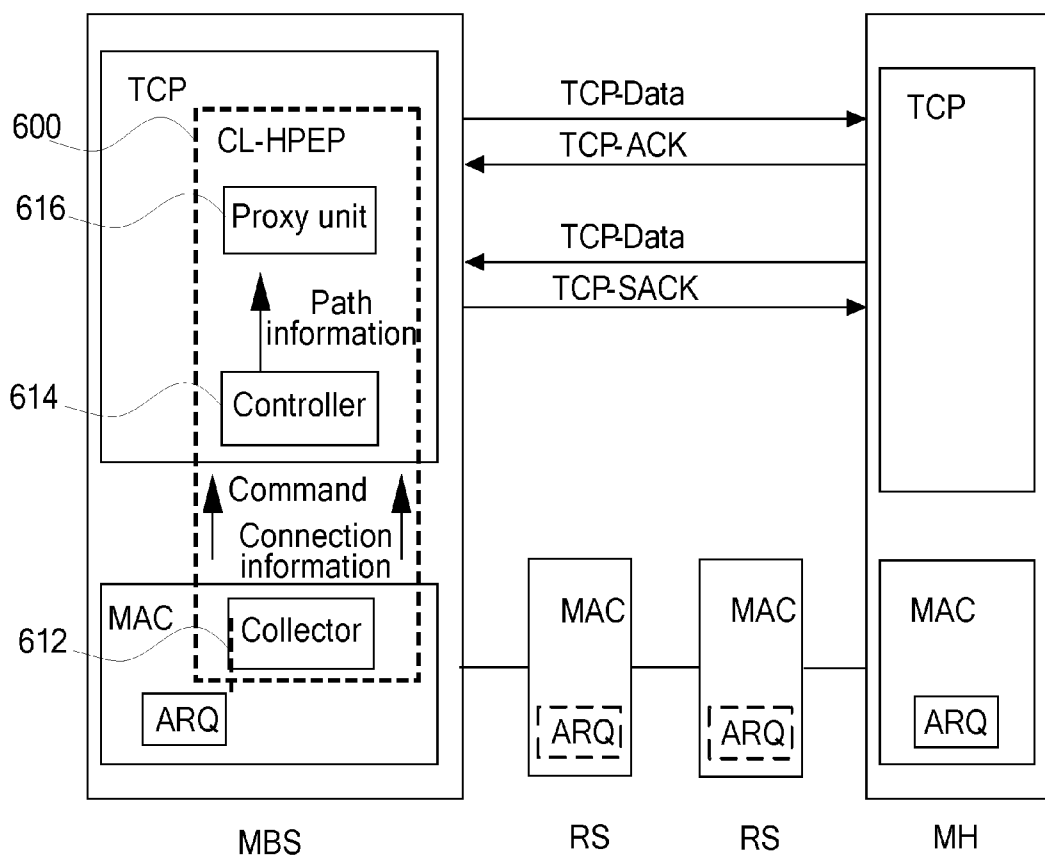 TCP
600
CL-HPEP
616
Proxy unit
Path
information
614
Controller
Command
Connection
information
MAC
612
Collector
ARQ
MBS
TCP-Data
TCP-ACK
TCP-Data
TCP-SACK
MAC
ARQ
RS
MAC
ARQ
RS
TCP
MAC
ARQ
MH